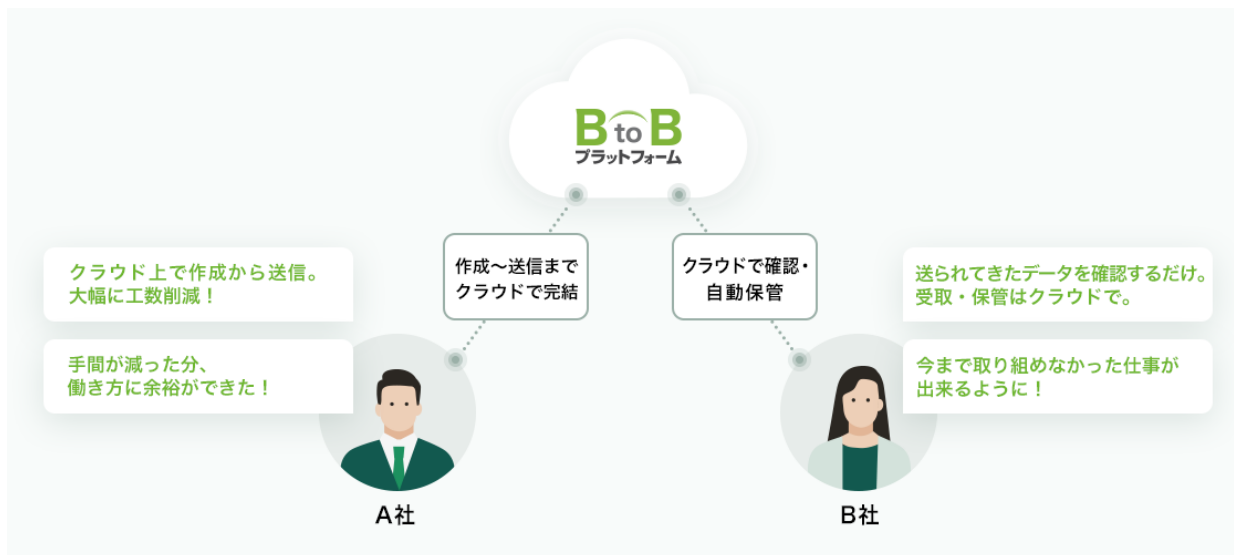 BtoB
プラットフォーム
作成〜送信まで
クラウドで完結
クラウドで確認・
自動保管
クラウド上で作成から送信。
大幅に工数削減！
手間が減った分、
働き方に余裕ができた！
送られてきたデータを確認するだけ。
受取・保管はクラウドで。
今まで取り組めなかった仕事が
出来るように！
A社
B社